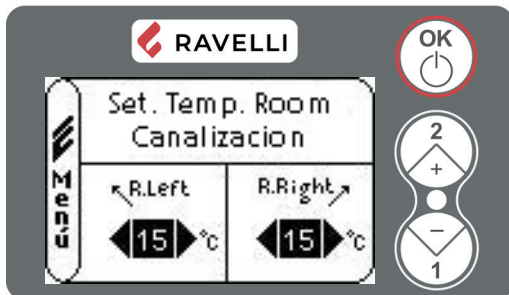 RAVELLI
OK
Set. Temp. Room
Canalizacion
Menú
R.Left
R.Right
15 °c
15 °c
2
+
−
1